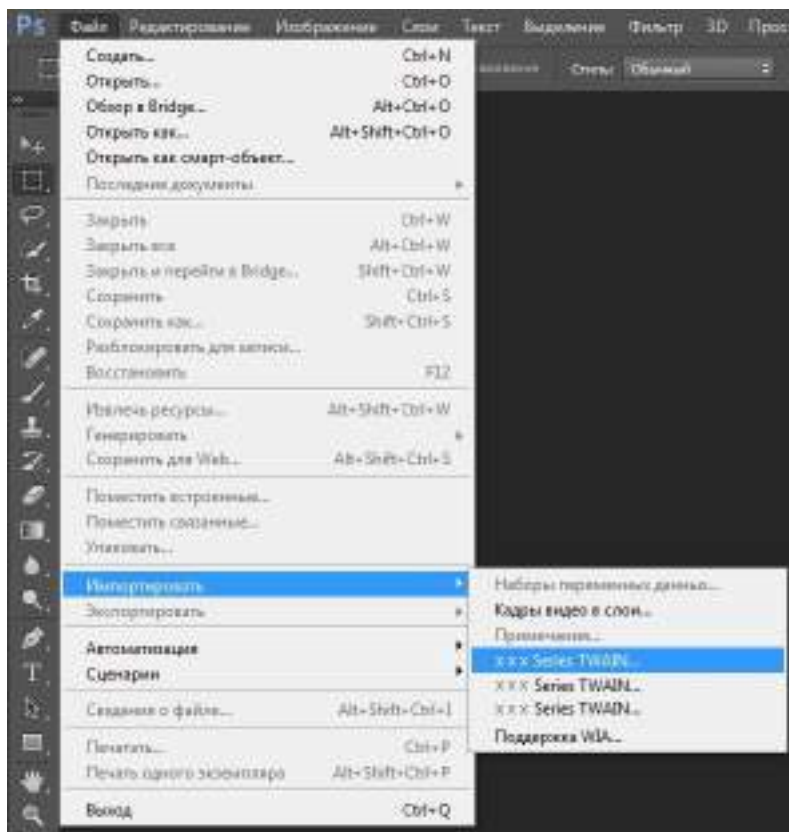 Ps Файл Редактирование Изображение Слои Текст Выделение Фильтр 3D Прос
Стиль: Обычный
Создать... Ctrl+N
Открыть... Ctrl+O
Обзор в Bridge... Alt+Ctrl+O
Открыть как... Alt+Shift+Ctrl+O
Открыть как смарт-объект...
Последние документы
Закрыть Ctrl+W
Закрыть все Alt+Ctrl+W
Закрыть и перейти в Bridge... Shift+Ctrl+W
Сохранить Ctrl+S
Сохранить как... Shift+Ctrl+S
Разблокировать для записи...
Восстановить F12
Извлечь ресурсы... Alt+Shift+Ctrl+W
Генерировать
Сохранить для Web... Alt+Shift+Ctrl+S
Поместить встроенные...
Поместить связанные...
Упаковать...
Импортировать
Экспортировать
Автоматизация
Сценарии
Сведения о файле... Alt+Shift+Ctrl+I
Печатать... Ctrl+P
Печать одного экземпляра Alt+Shift+Ctrl+P
Выход Ctrl+Q
Наборы переменных данных...
Кадры видео в слои...
Примечания...
××× Series TWAIN...
××× Series TWAIN...
××× Series TWAIN...
Поддержка WIA...